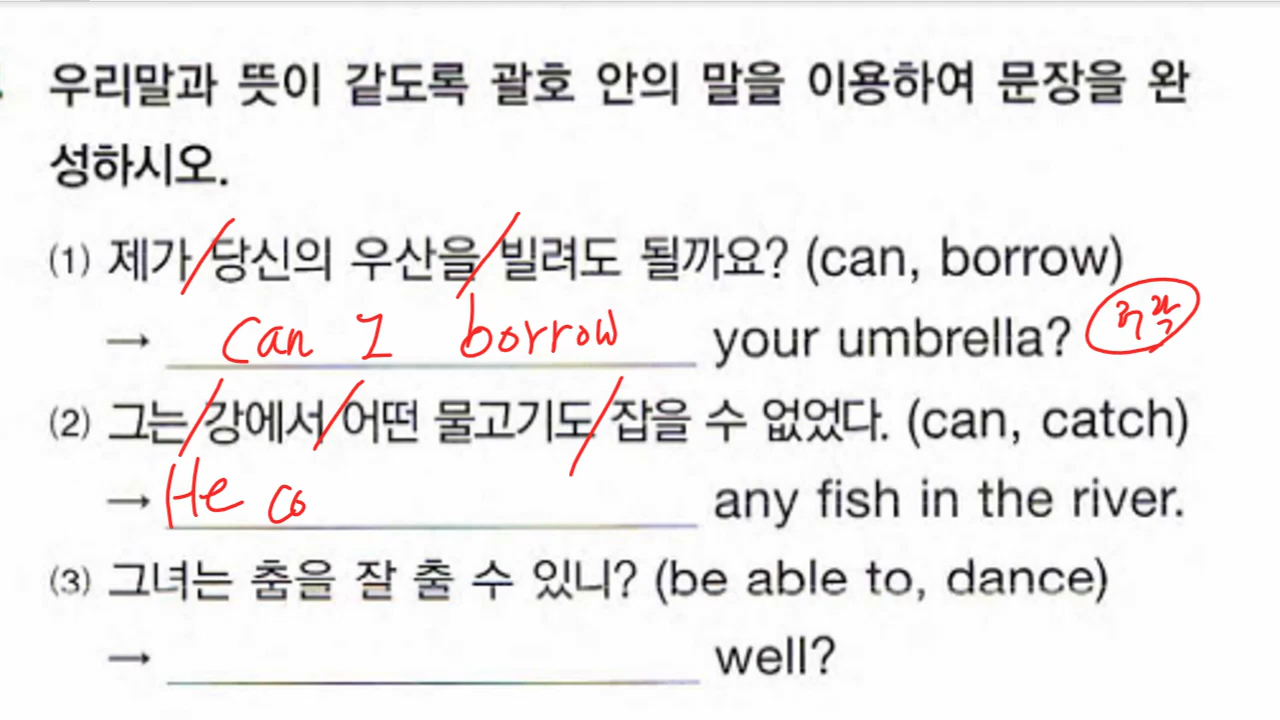 우리말과 뜻이 같도록 괄호 안의 말을 이용하여 문장을 완
성하시오.
(1) 제가/당신의 우산을/빌려도 될까요? (can, borrow)
→ can I borrow your umbrella?
(2) 그는/강에서/어떤 물고기도/잡을 수 없었다. (can, catch)
→ He co any fish in the river.
(3) 그녀는 춤을 잘 출 수 있니? (be able to, dance)
→ well?